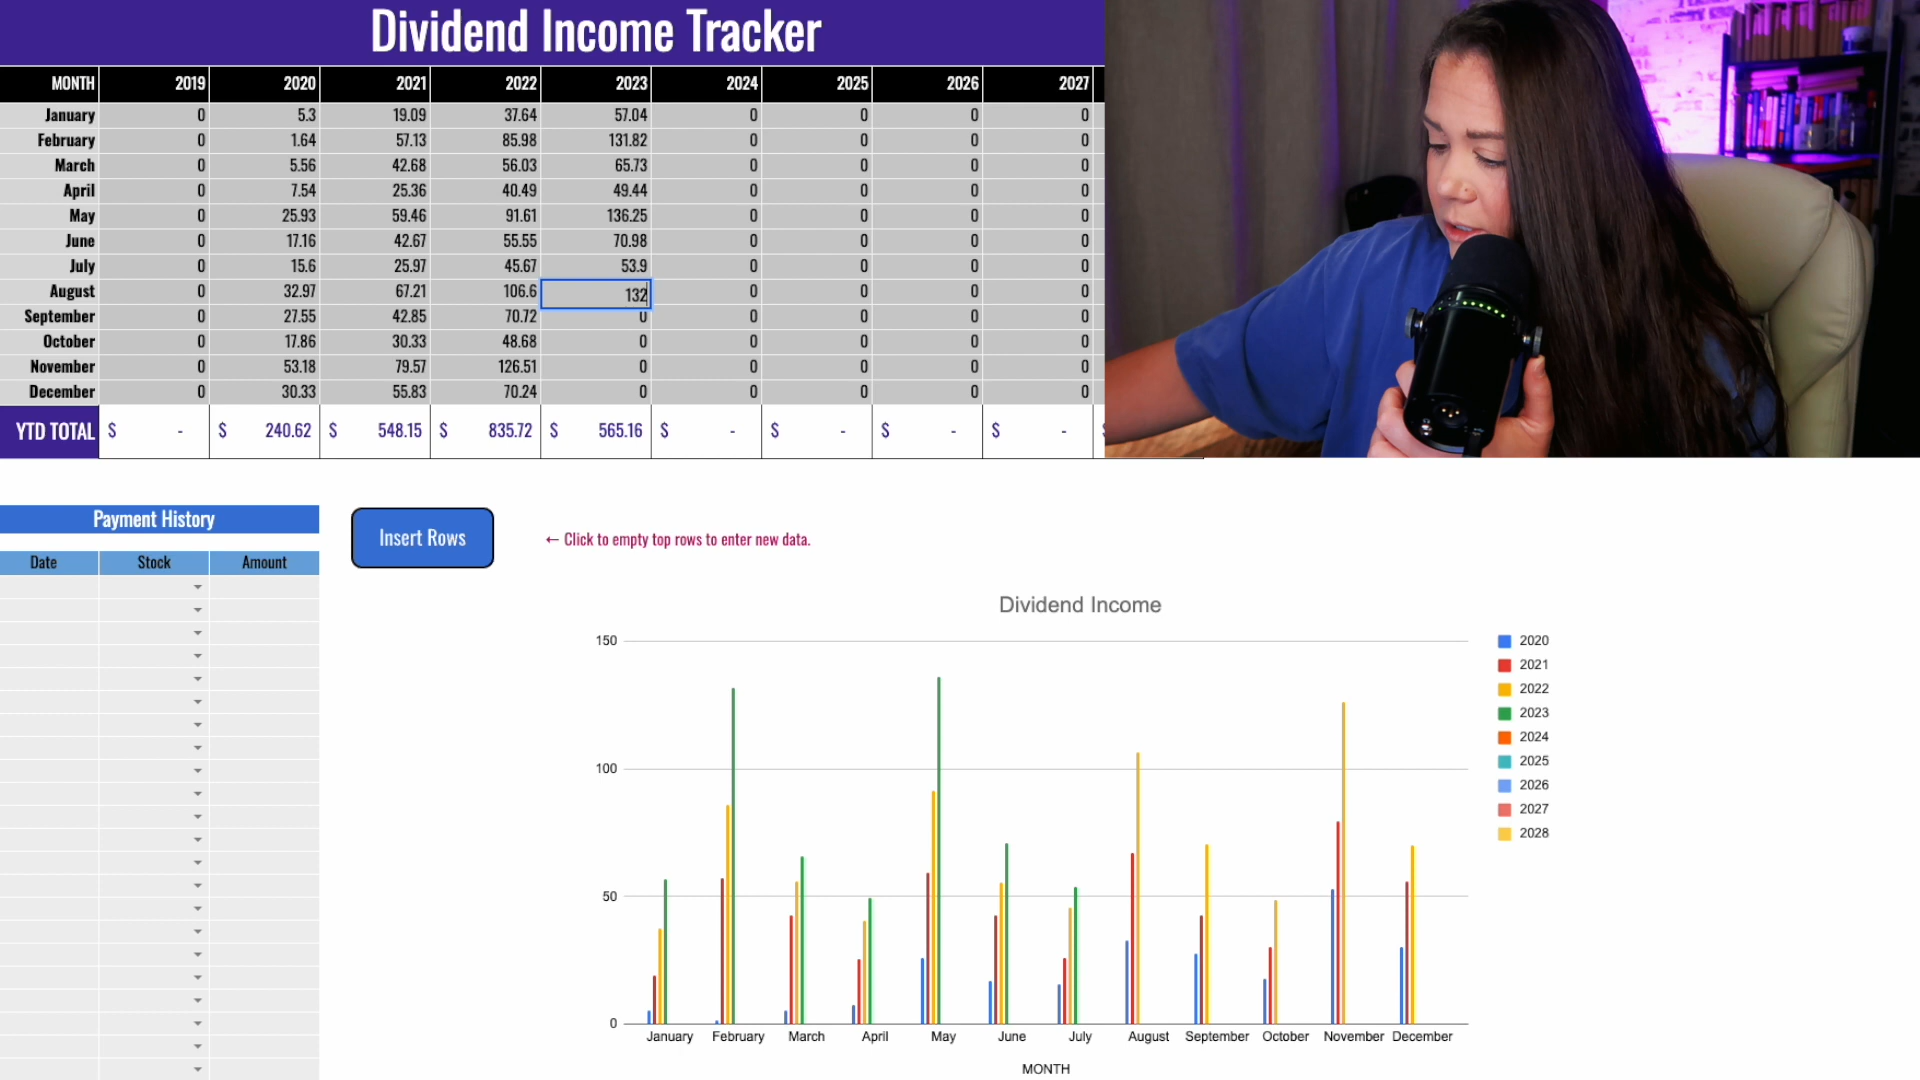 Dividend Income Tracker
MONTH 2019 2020 2021 2022 2023 2024 2025 2026 2027
January 0 5.3 19.09 37.64 57.04 0 0 0 0
February 0 1.64 57.13 85.98 131.82 0 0 0 0
March 0 5.56 42.68 56.03 65.73 0 0 0 0
April 0 7.54 25.36 40.49 49.44 0 0 0 0
May 0 25.93 59.46 91.61 136.25 0 0 0 0
June 0 17.16 42.67 55.55 70.98 0 0 0 0
July 0 15.6 25.97 45.67 53.9 0 0 0 0
August 0 32.97 67.21 106.6 132 0 0 0 0
September 0 27.55 42.85 70.72 0 0 0 0 0
October 0 17.86 30.33 48.68 0 0 0 0 0
November 0 53.18 79.57 126.51 0 0 0 0 0
December 0 30.33 55.83 70.24 0 0 0 0 0
YTD TOTAL $ - $ 240.62 $ 548.15 $ 835.72 $ 565.16 $ - $ - $ - $ -
Payment History
Date Stock Amount
Insert Rows
← Click to empty top rows to enter new data.
Dividend Income
150
100
50
0
January February March April May June July August September October November December
MONTH
2020
2021
2022
2023
2024
2025
2026
2027
2028